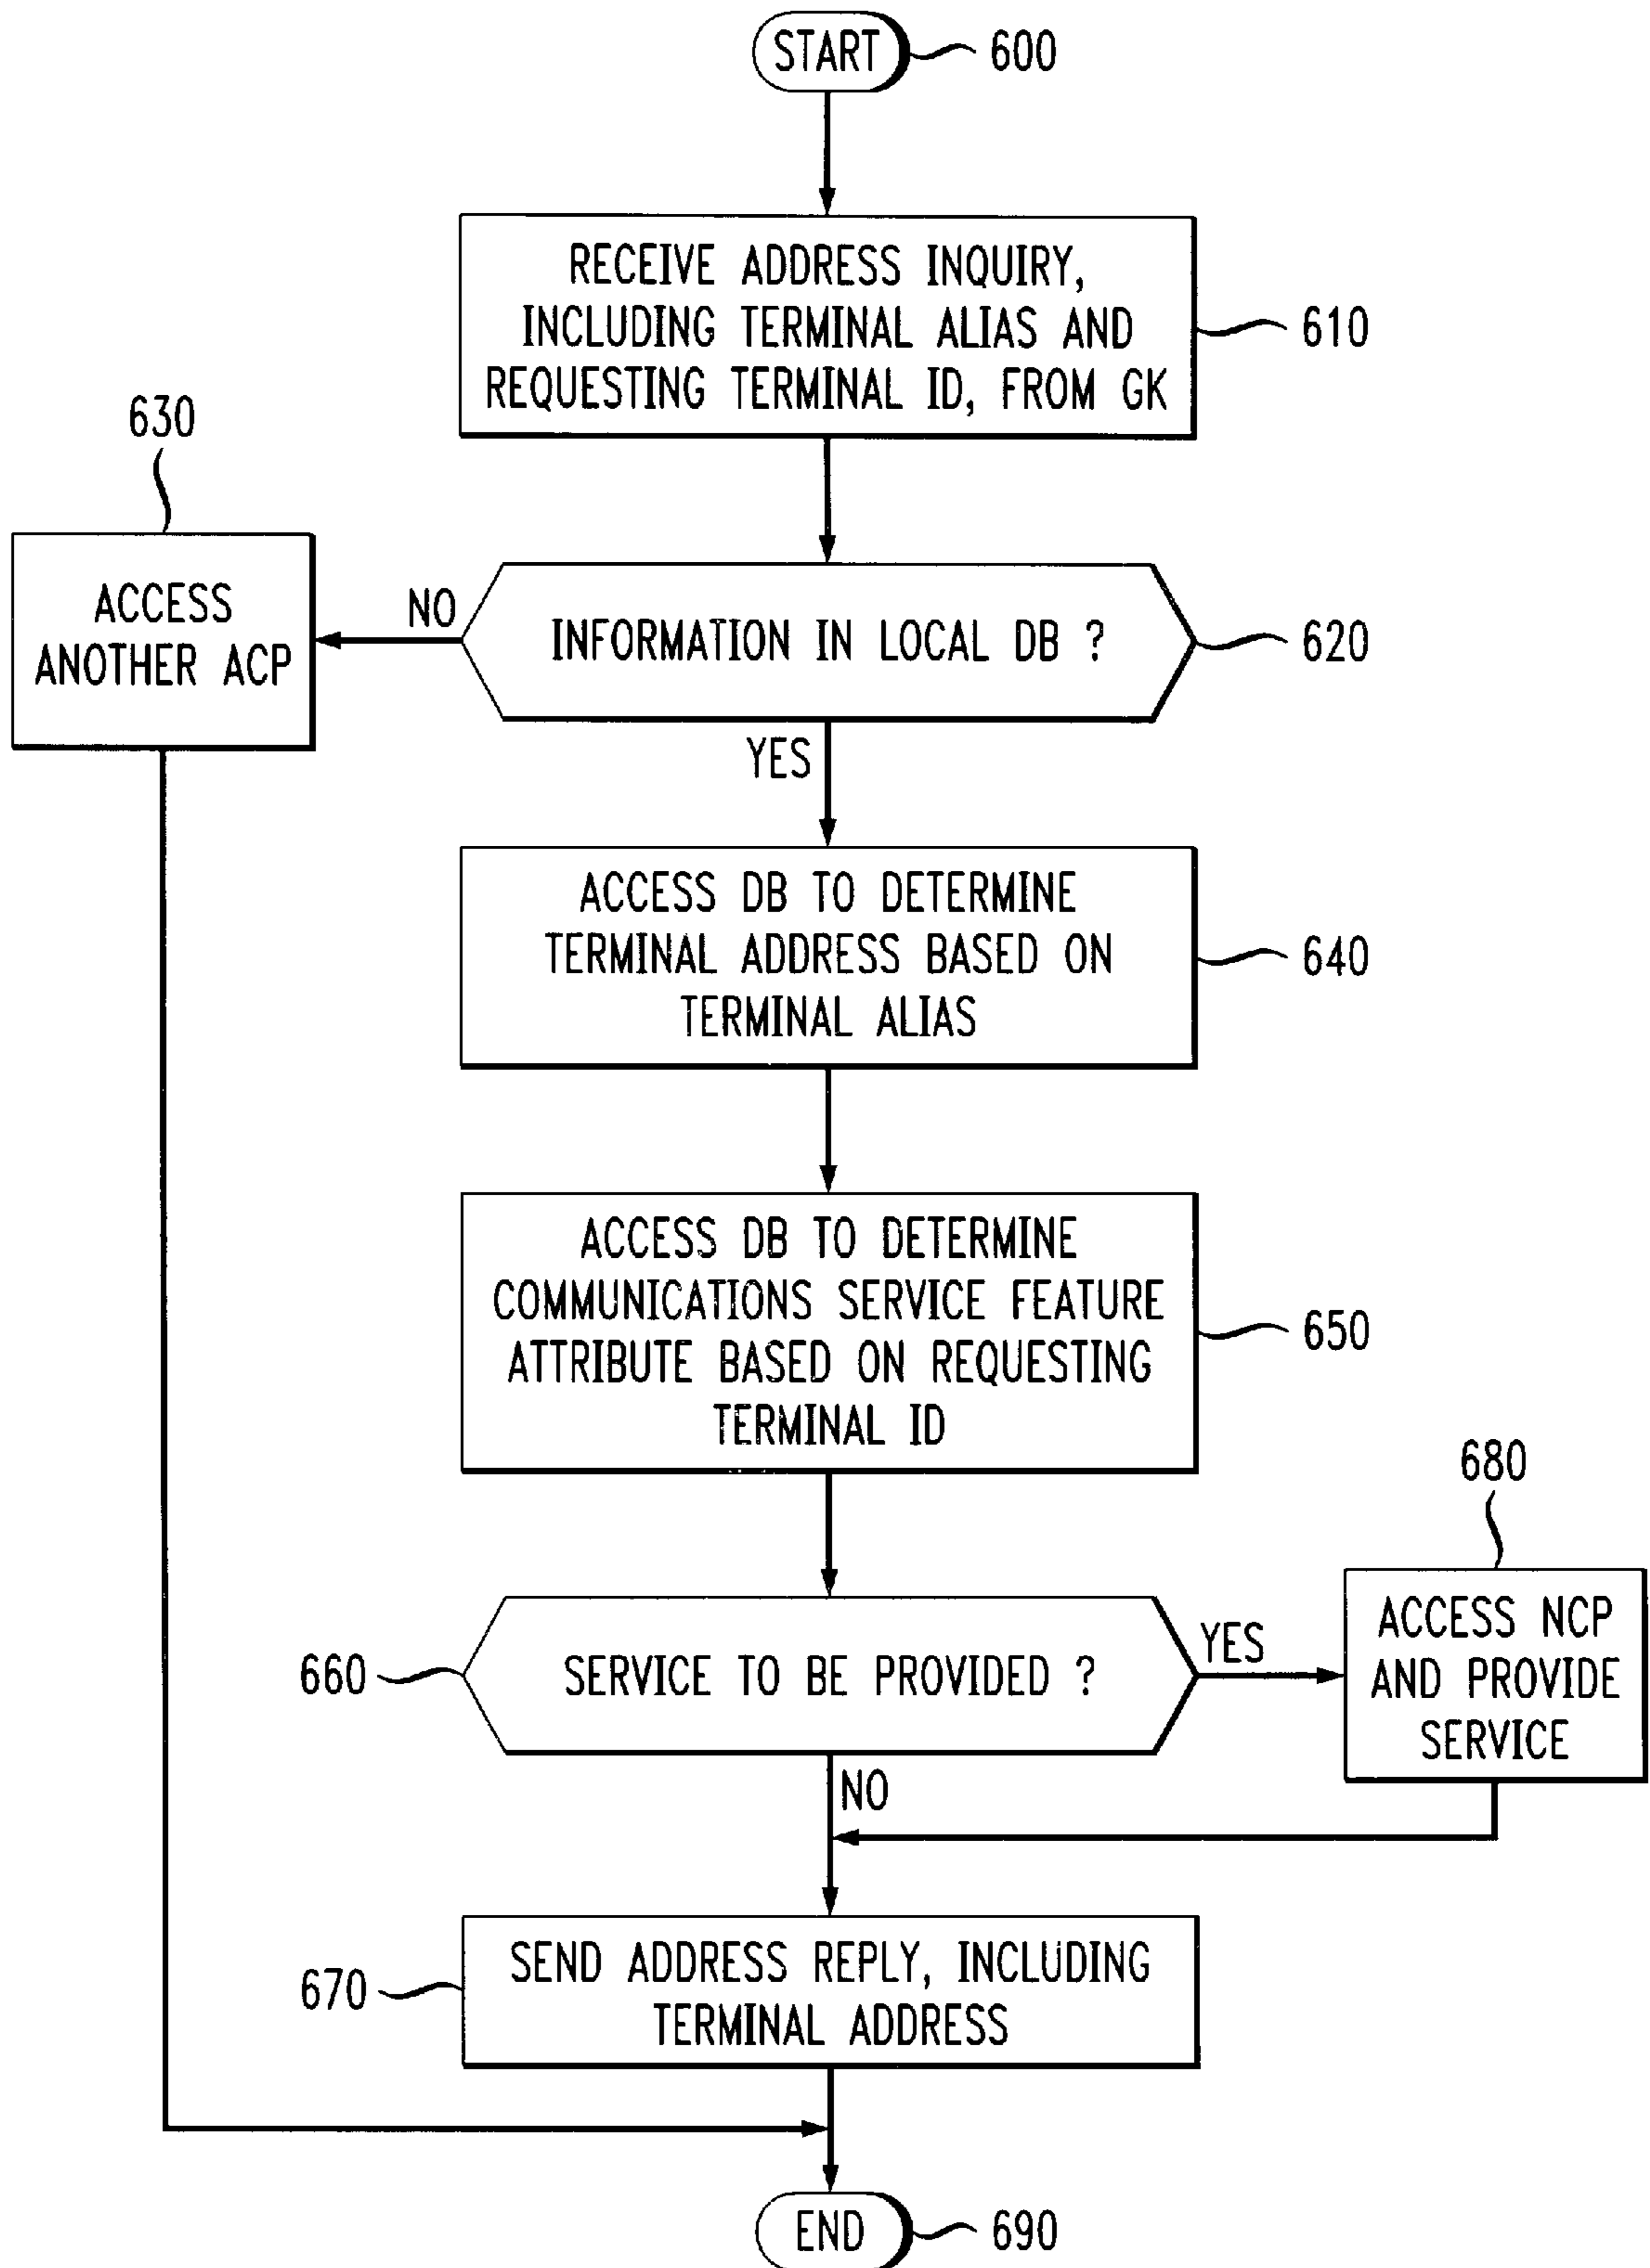 START
600
RECEIVE ADDRESS INQUIRY,
INCLUDING TERMINAL ALIAS AND
REQUESTING TERMINAL ID, FROM GK
610
630
ACCESS
ANOTHER ACP
NO
INFORMATION IN LOCAL DB ?
620
YES
ACCESS DB TO DETERMINE
TERMINAL ADDRESS BASED ON
TERMINAL ALIAS
640
ACCESS DB TO DETERMINE
COMMUNICATIONS SERVICE FEATURE
ATTRIBUTE BASED ON REQUESTING
TERMINAL ID
650
660
SERVICE TO BE PROVIDED ?
YES
680
ACCESS NCP
AND PROVIDE
SERVICE
NO
670
SEND ADDRESS REPLY, INCLUDING
TERMINAL ADDRESS
END
690